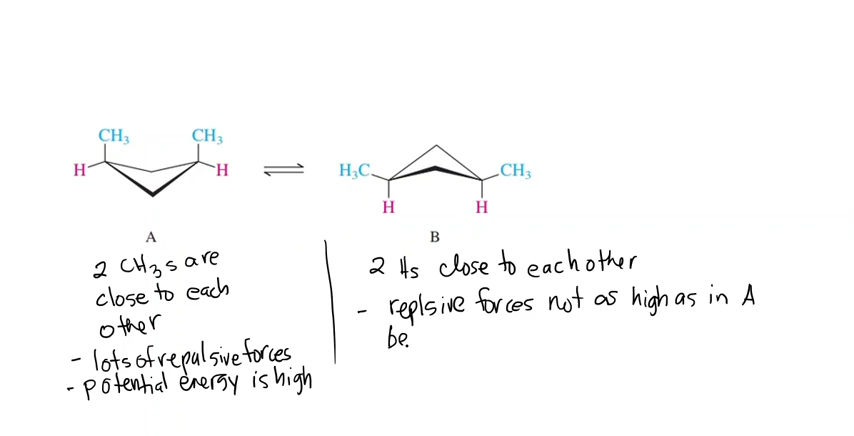 CH₃ CH₃
H H
H₃C CH₃
H H
A
B
2 CH₃s are
close to each
other
- lots of repulsive forces
- potential energy is high
2 Hs close to each other
- replsive forces not as high as in A
be.